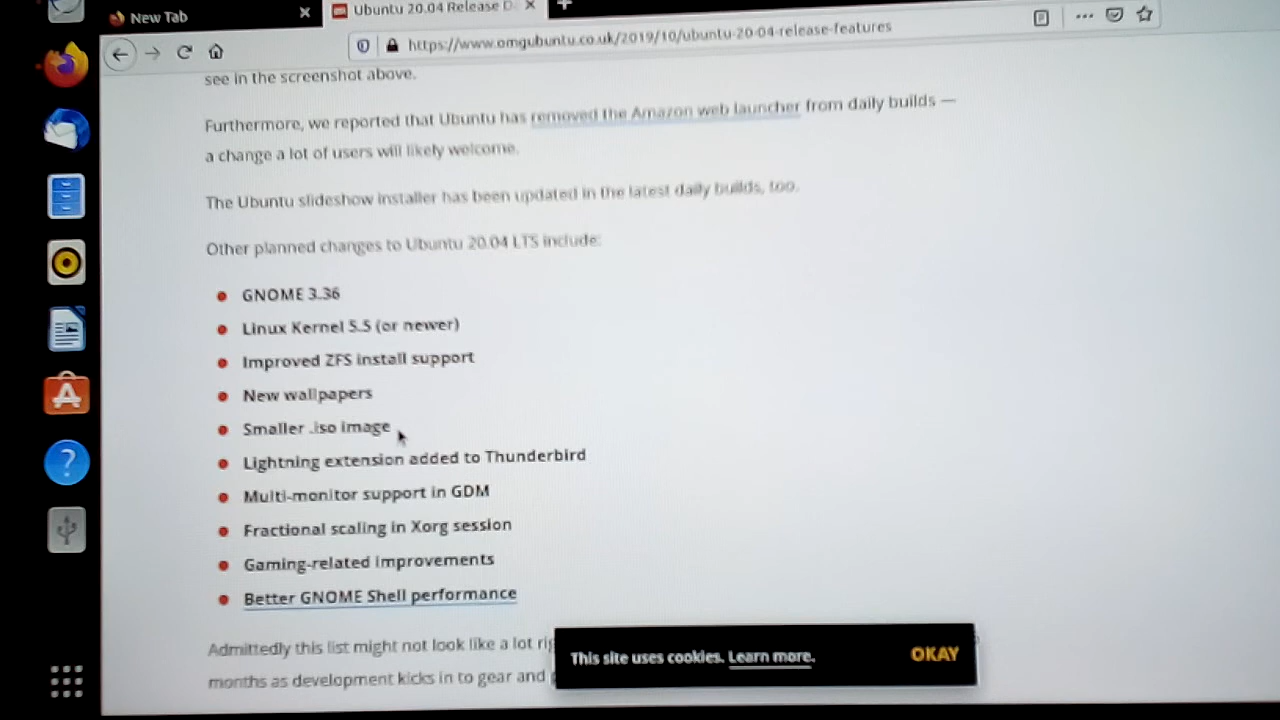 New Tab
Ubuntu 20.04 Release D
https://www.omgubuntu.co.uk/2019/10/ubuntu-20-04-release-features
see in the screenshot above.
Furthermore, we reported that Ubuntu has removed the Amazon web launcher from daily builds —
a change a lot of users will likely welcome.
The Ubuntu slideshow installer has been updated in the latest daily builds, too.
Other planned changes to Ubuntu 20.04 LTS include:
GNOME 3.36
Linux Kernel 5.5 (or newer)
Improved ZFS install support
New wallpapers
Smaller .iso image
Lightning extension added to Thunderbird
Multi-monitor support in GDM
Fractional scaling in Xorg session
Gaming-related improvements
Better GNOME Shell performance
Admittedly this list might not look like a lot
months as development kicks in to gear and
This site uses cookies. Learn more.
OKAY